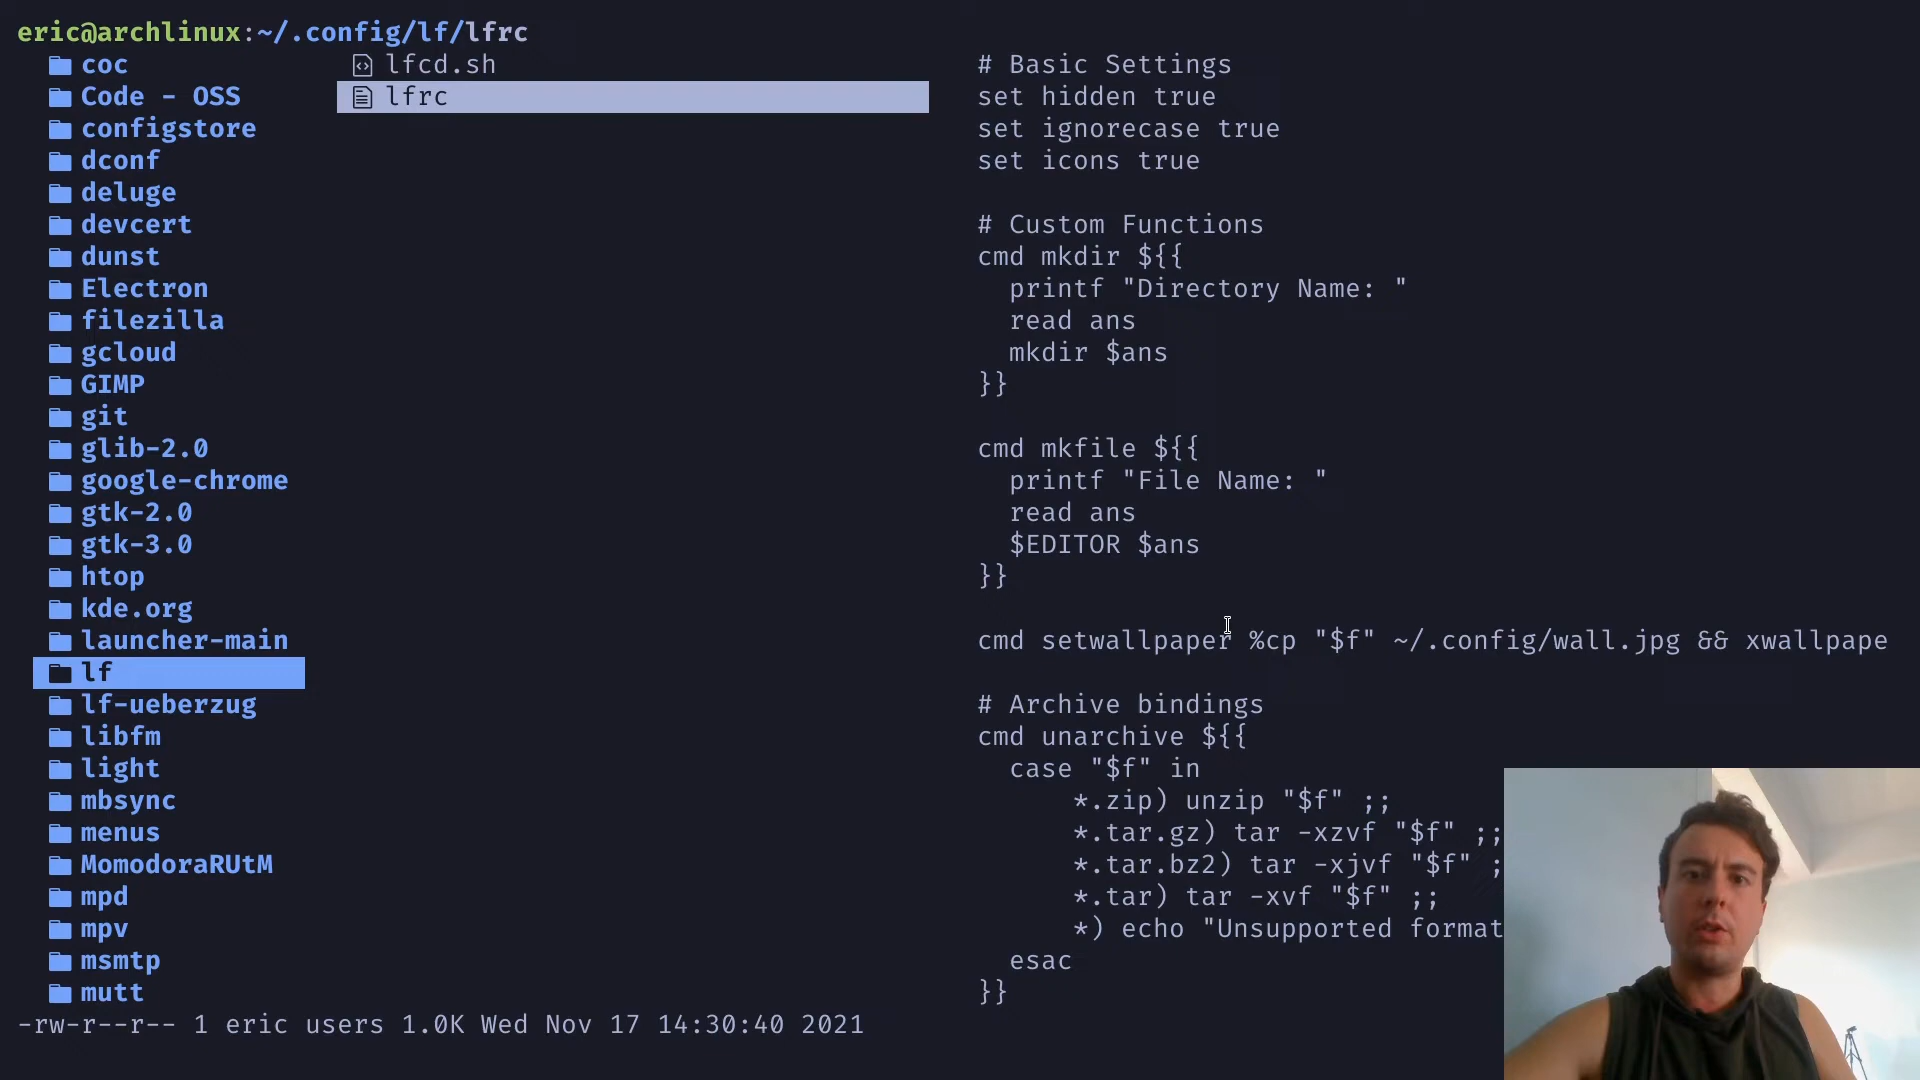 eric@archlinux:~/.config/lf/lfrc
coc
Code - OSS
configstore
dconf
deluge
devcert
dunst
Electron
filezilla
gcloud
GIMP
git
glib-2.0
google-chrome
gtk-2.0
gtk-3.0
htop
kde.org
launcher-main
lf
lf-ueberzug
libfm
light
mbsync
menus
MomodoraRUtM
mpd
mpv
msmtp
mutt
lfcd.sh
lfrc
# Basic Settings
set hidden true
set ignorecase true
set icons true
# Custom Functions
cmd mkdir ${{
printf "Directory Name: "
read ans
mkdir $ans
}}
cmd mkfile ${{
printf "File Name: "
read ans
$EDITOR $ans
}}
cmd setwallpaper %cp "$f" ~/.config/wall.jpg && xwallpape
# Archive bindings
cmd unarchive ${{
case "$f" in
*.zip) unzip "$f" ;;
*.tar.gz) tar -xzvf "$f" ;;
*.tar.bz2) tar -xjvf "$f" ;
*.tar) tar -xvf "$f" ;;
*) echo "Unsupported format
esac
}}
-rw-r--r-- 1 eric users 1.0K Wed Nov 17 14:30:40 2021